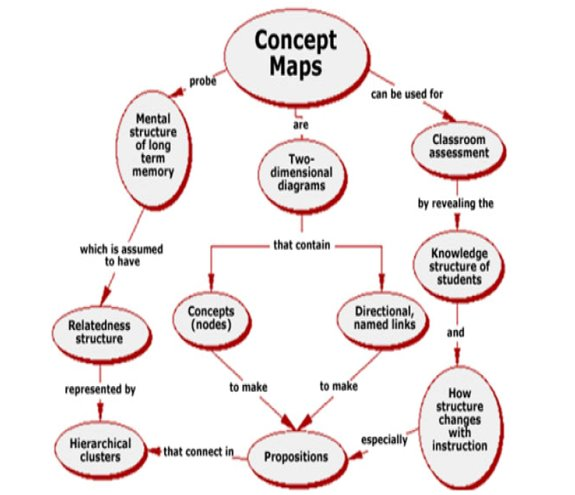 Concept
Maps
probe
can be used for
are
Mental
structure
of long
term
memory
Two-
dimensional
diagrams
Classroom
assessment
by revealing the
which is assumed
to have
that contain
Knowledge
structure of
students
Concepts
(nodes)
Directional,
named links
Relatedness
structure
and
represented by
to make
to make
How
structure
changes
with
instruction
Hierarchical
clusters
that connect in
Propositions
especially